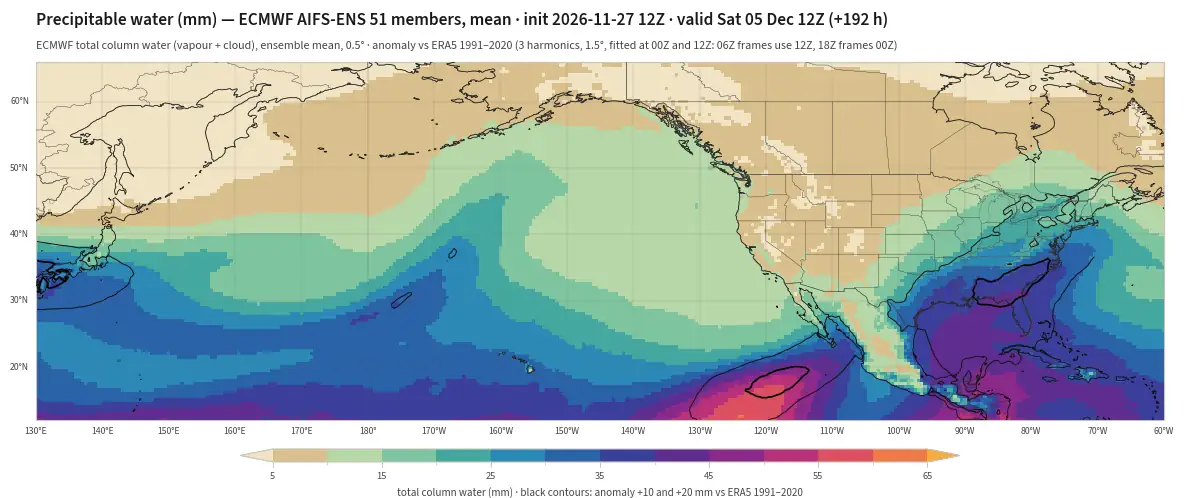 Precipitable water (mm) — ECMWF AIFS-ENS 51 members, mean · init 2026-11-27 12Z · valid Sat 05 Dec 12Z (+192 h)
ECMWF total column water (vapour + cloud), ensemble mean, 0.5° · anomaly vs ERA5 1991–2020 (3 harmonics, 1.5°, fitted at 00Z and 12Z: 06Z frames use 12Z, 18Z frames 00Z)
60°N
50°N
40°N
30°N
20°N
130°E 140°E 150°E 160°E 170°E 180° 170°W 160°W 150°W 140°W 130°W 120°W 110°W 100°W 90°W 80°W 70°W 60°W
5 15 25 35 45 55 65
total column water (mm) · black contours: anomaly +10 and +20 mm vs ERA5 1991–2020